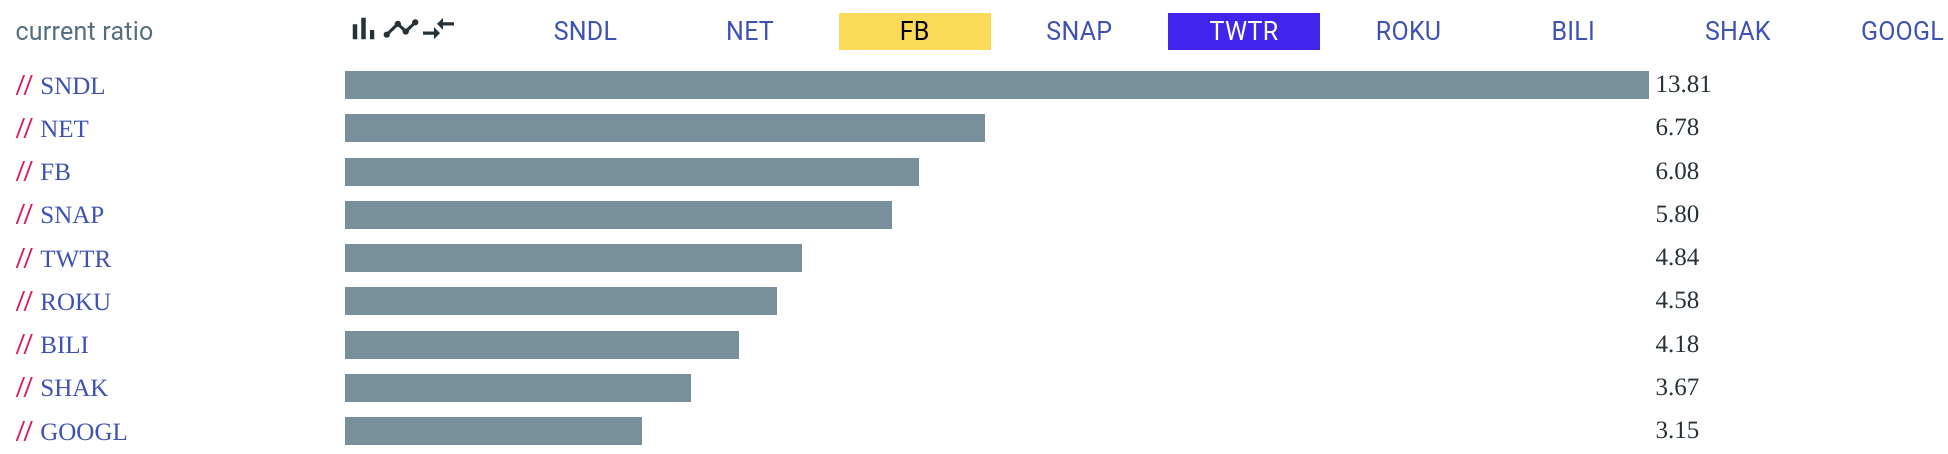 current ratio SNDL NET FB SNAP TWTR ROKU BILI SHAK GOOGL
// SNDL 13.81
// NET 6.78
// FB 6.08
// SNAP 5.80
// TWTR 4.84
// ROKU 4.58
// BILI 4.18
// SHAK 3.67
// GOOGL 3.15